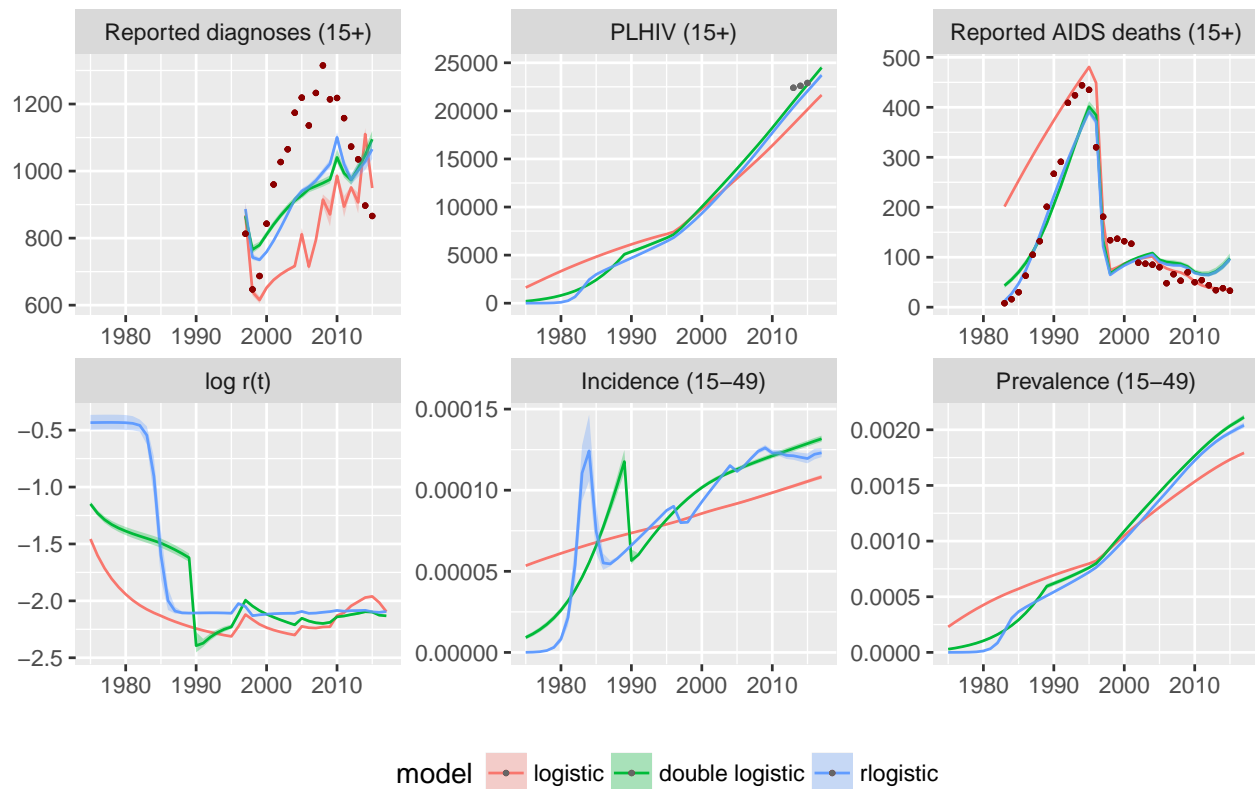 Reported diagnoses (15+)
PLHIV (15+)
Reported AIDS deaths (15+)
1200
1000
800
600
1980 1990 2000 2010
25000
20000
15000
10000
5000
0
1980 1990 2000 2010
500
400
300
200
100
0
1980 1990 2000 2010
log r(t)
Incidence (15−49)
Prevalence (15−49)
−0.5
−1.0
−1.5
−2.0
−2.5
1980 1990 2000 2010
0.00015
0.00010
0.00005
0.00000
1980 1990 2000 2010
0.0020
0.0015
0.0010
0.0005
0.0000
1980 1990 2000 2010
model logistic double logistic rlogistic